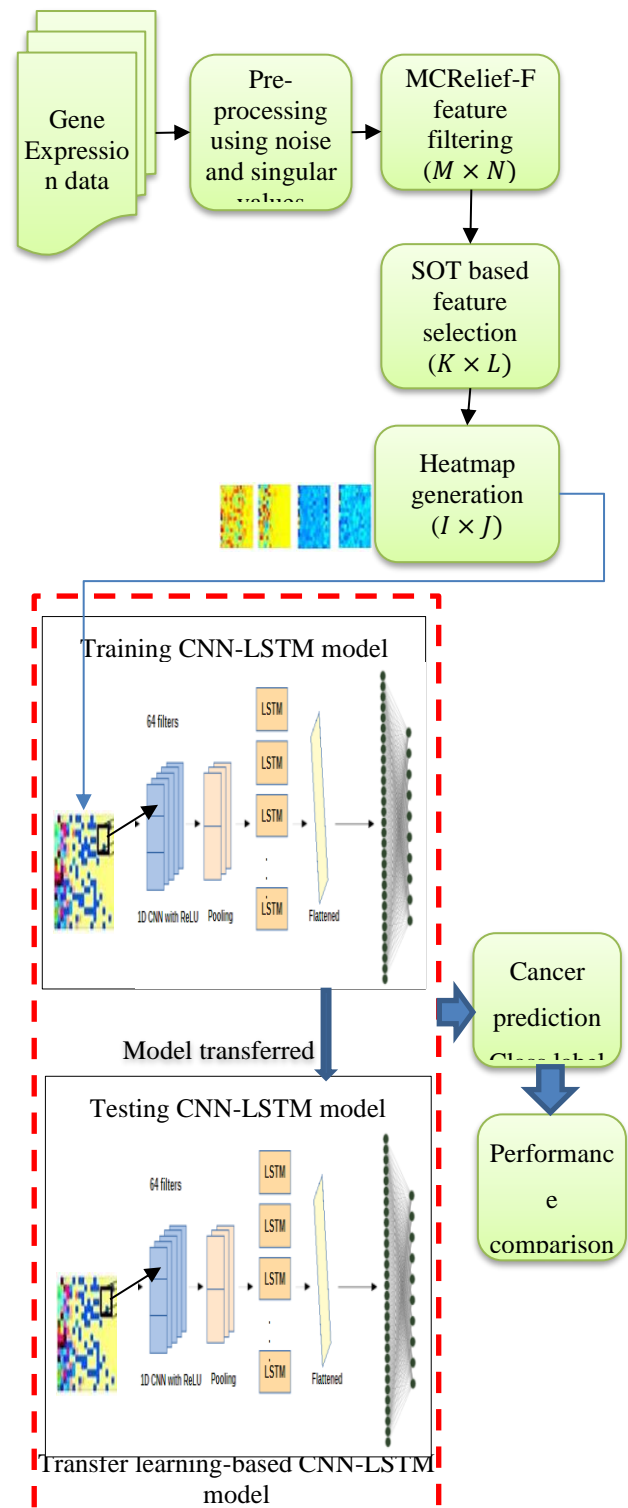 Gene
Expressio
n data
Pre-
processing
using noise
and singular
values
MCRelief-F
feature
filtering
(𝑀 × 𝑁)
SOT based
feature
selection
(𝐾 × 𝐿)
Heatmap
generation
(𝐼 × 𝐽)
Training CNN-LSTM model
64 filters
LSTM
LSTM
LSTM
.
.
.
LSTM
1D CNN with ReLU
Pooling
Flattened
Model transferred
Testing CNN-LSTM model
64 filters
LSTM
LSTM
LSTM
.
.
.
LSTM
1D CNN with ReLU
Pooling
Flattened
Transfer learning-based CNN-LSTM
model
Cancer
prediction
Class label
Performanc
e
comparison